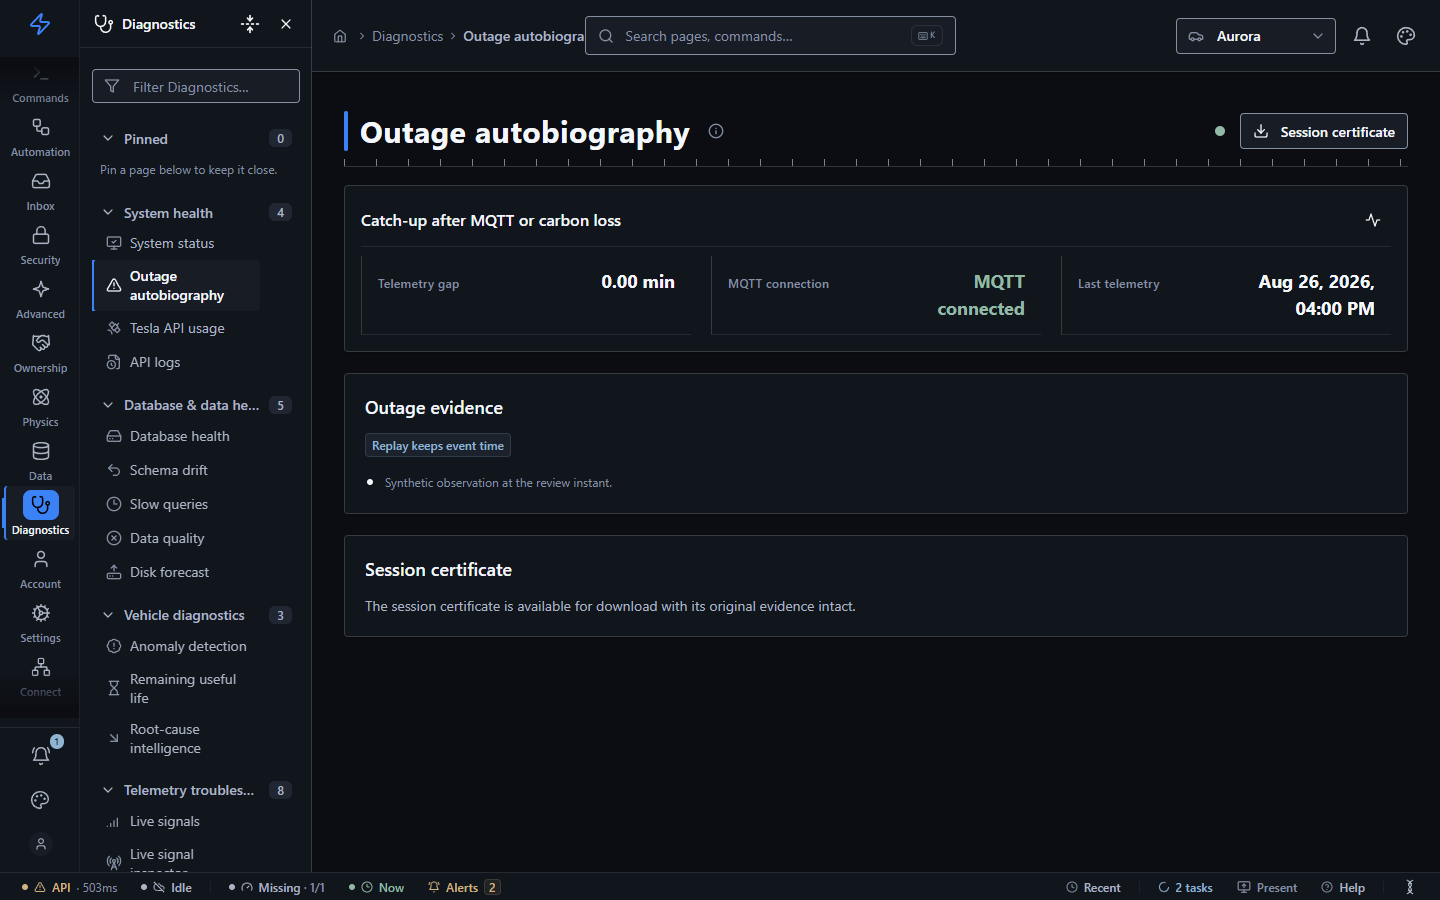 Diagnostics
Filter Diagnostics...
Commands
Automation
Inbox
Security
Advanced
Ownership
Physics
Data
Diagnostics
Account
Settings
Connect
1
Pinned 0
Pin a page below to keep it close.
System health 4
System status
Outage
autobiography
Tesla API usage
API logs
Database & data he... 5
Database health
Schema drift
Slow queries
Data quality
Disk forecast
Vehicle diagnostics 3
Anomaly detection
Remaining useful
life
Root-cause
intelligence
Telemetry troubles... 8
Live signals
Live signal
inspector
Diagnostics
Outage autobiogra
Search pages, commands...
K
Aurora
Outage autobiography
Session certificate
Catch-up after MQTT or carbon loss
Telemetry gap
0.00 min
MQTT connection
MQTT
connected
Last telemetry
Aug 26, 2026,
04:00 PM
Outage evidence
Replay keeps event time
Synthetic observation at the review instant.
Session certificate
The session certificate is available for download with its original evidence intact.
API · 503ms
Idle
Missing · 1/1
Now
Alerts 2
Recent
2 tasks
Present
Help